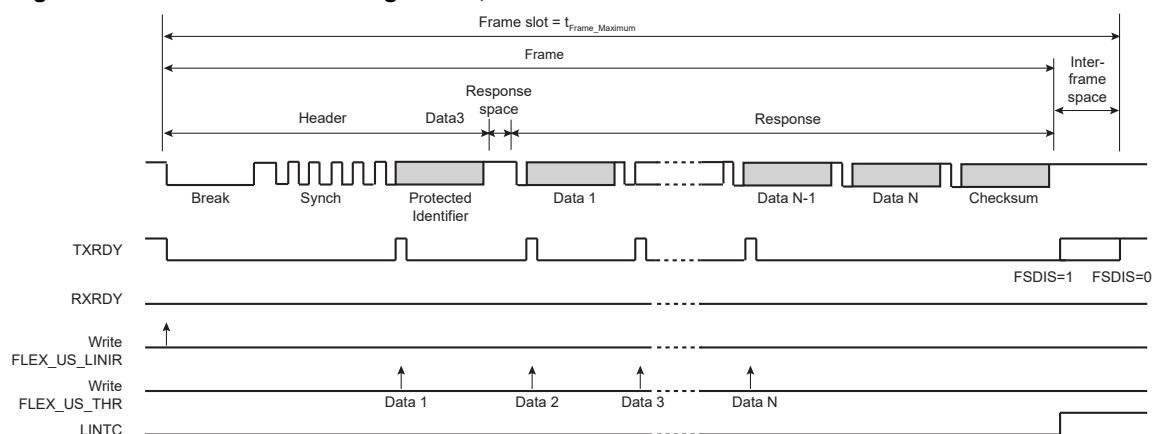 Frame slot = tFrame_Maximum
Frame
Inter-
frame
space
Response
space
Header
Data3
Response
Break
Synch
Protected
Identifier
Data 1
Data N-1
Data N
Checksum
TXRDY
FSDIS=1
FSDIS=0
RXRDY
Write
FLEX_US_LINIR
Write
FLEX_US_THR
Data 1
Data 2
Data 3
Data N
LINTC